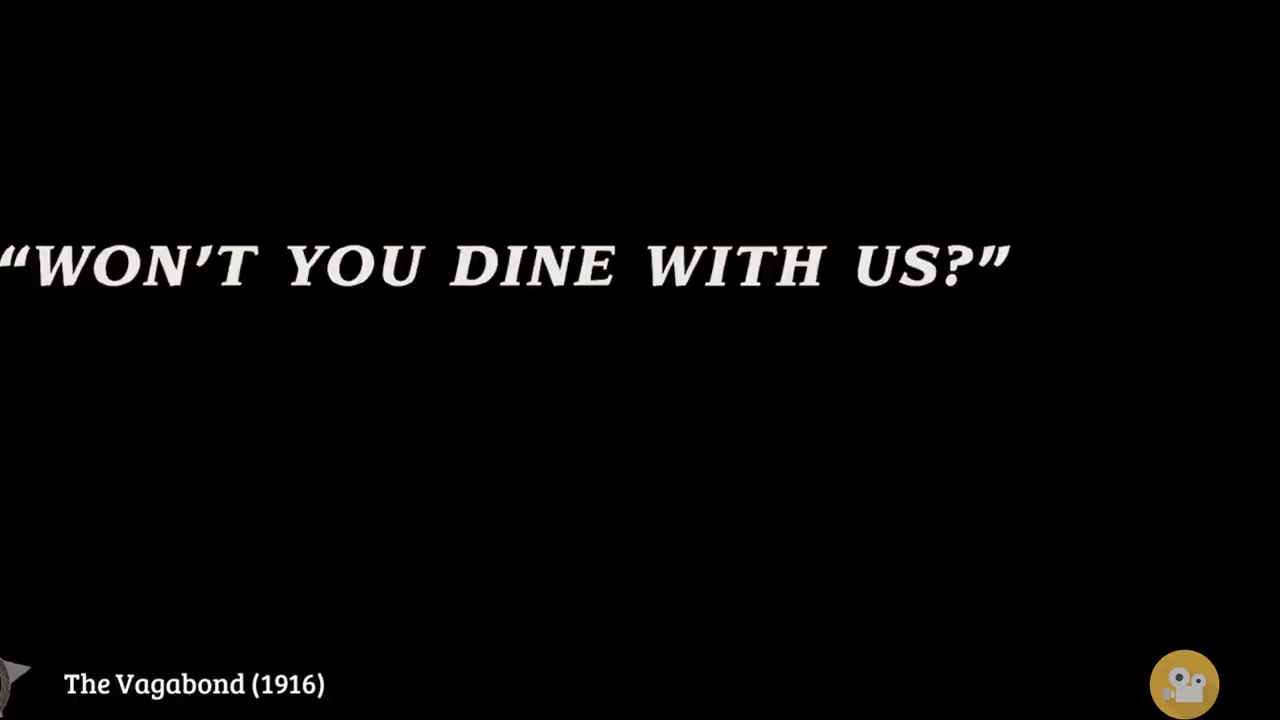 “WON’T YOU DINE WITH US?”
The Vagabond (1916)